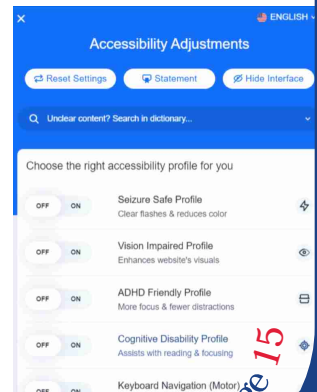 ENGLISH
Accessibility Adjustments
Reset Settings
Statement
Hide Interface
Unclear content? Search in dictionary...
Choose the right accessibility profile for you
OFF ON
Seizure Safe Profile
Clear flashes & reduces color
OFF ON
Vision Impaired Profile
Enhances website's visuals
OFF ON
ADHD Friendly Profile
More focus & fewer distractions
OFF ON
Cognitive Disability Profile
Assists with reading & focusing
OFF ON
Keyboard Navigation (Motor)
15